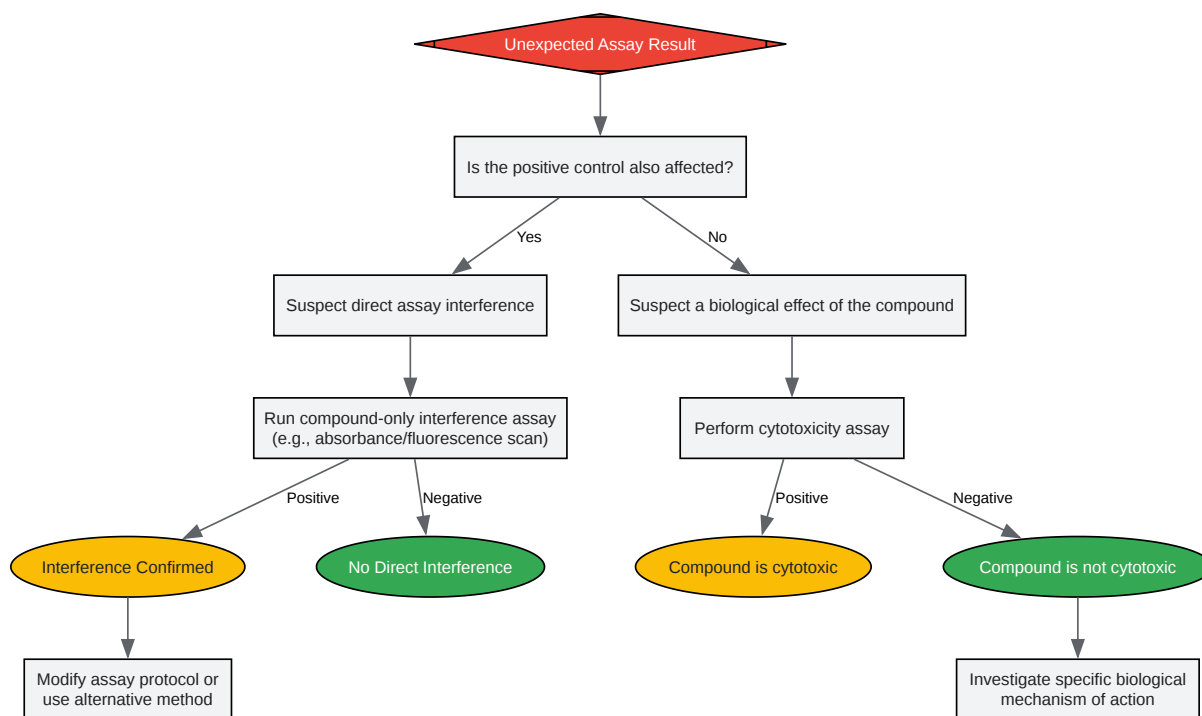 Unexpected Assay Result
Is the positive control also affected?
Yes
No
Suspect direct assay interference
Suspect a biological effect of the compound
Run compound-only interference assay
(e.g., absorbance/fluorescence scan)
Perform cytotoxicity assay
Positive
Negative
Positive
Negative
Interference Confirmed
No Direct Interference
Compound is cytotoxic
Compound is not cytotoxic
Modify assay protocol or
use alternative method
Investigate specific biological
mechanism of action